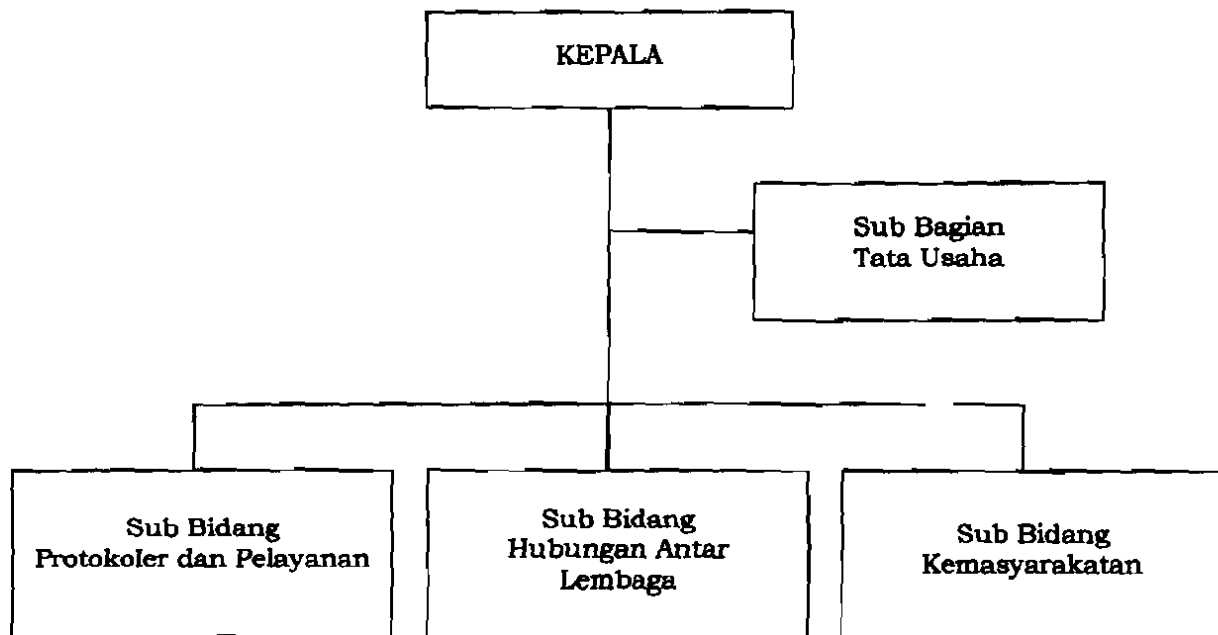 KEPALA
Sub Bagian
Tata Usaha
Sub Bidang
Protokoler dan Pelayanan
Sub Bidang
Hubungan Antar
Lembaga
Sub Bidang
Kemasyarakatan